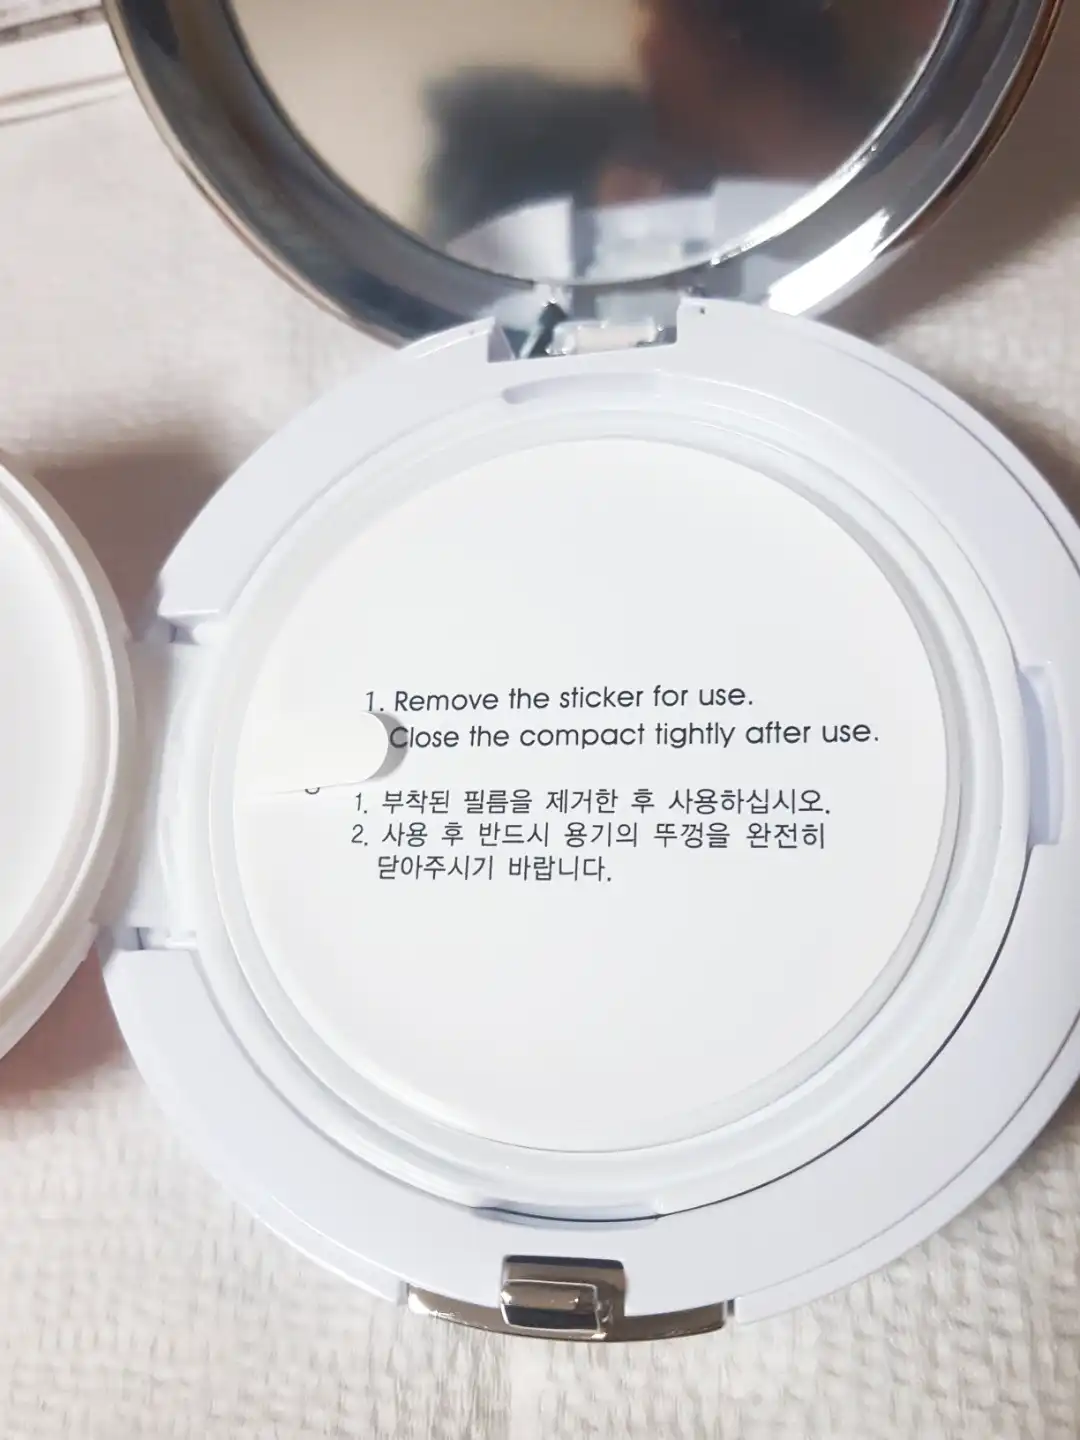 1. Remove the sticker for use.
Close the compact tightly after use.
1. 부착된 필름을 제거한 후 사용하십시오.
2. 사용 후 반드시 용기의 뚜껑을 완전히
닫아주시기 바랍니다.